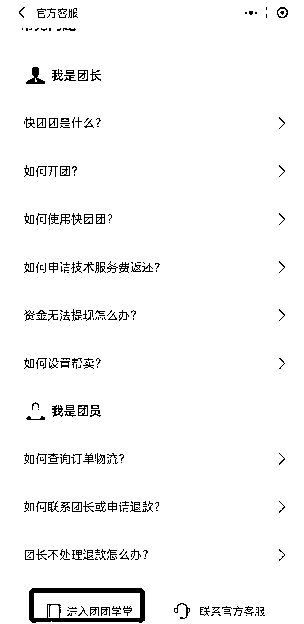 官方客服
常见问题
我是团长
快团团是什么?
如何开团?
如何使用快团团?
如何申请技术服务费返还?
资金无法提现怎么办?
如何设置帮卖?
我是团员
如何查询订单物流?
如何联系团长或申请退款?
团长不处理退款怎么办?
进入团团学堂
联系官方客服